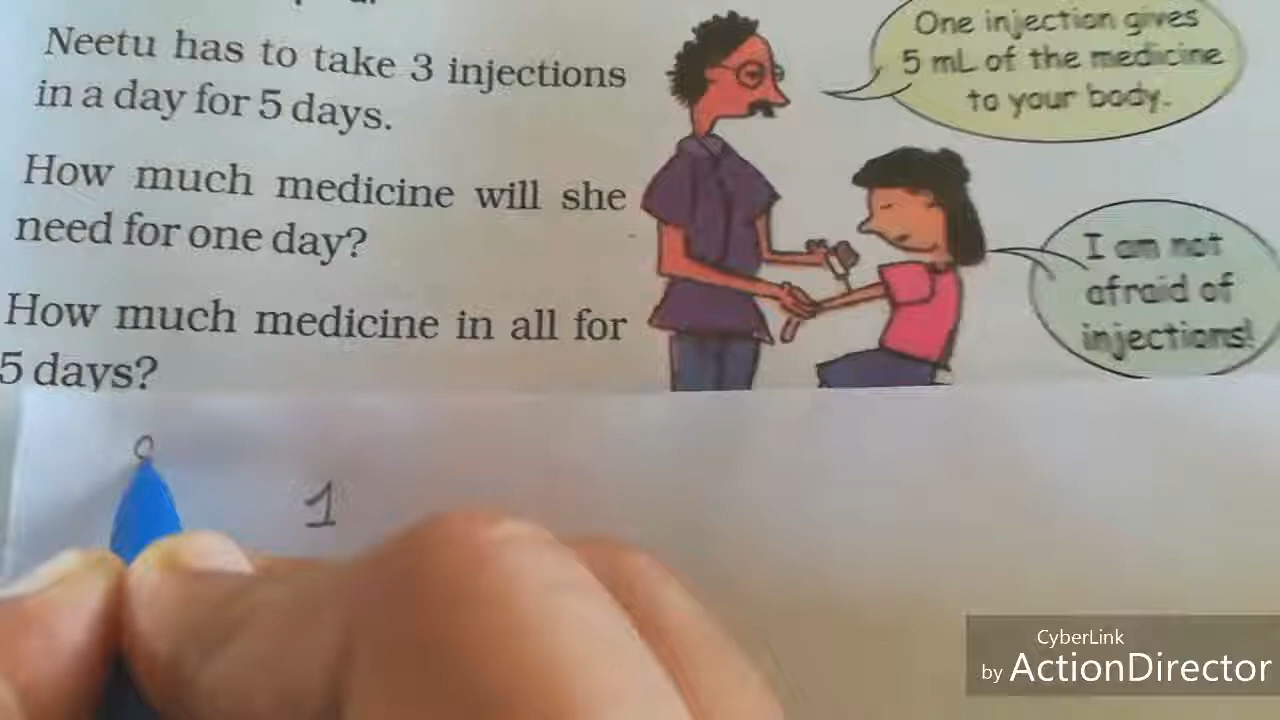 Neetu has to take 3 injections
in a day for 5 days.
How much medicine will she
need for one day?
How much medicine in all for
5 days?
One injection gives
5 mL of the medicine
to your body.
I am not
afraid of
injections!
1
CyberLink
by ActionDirector